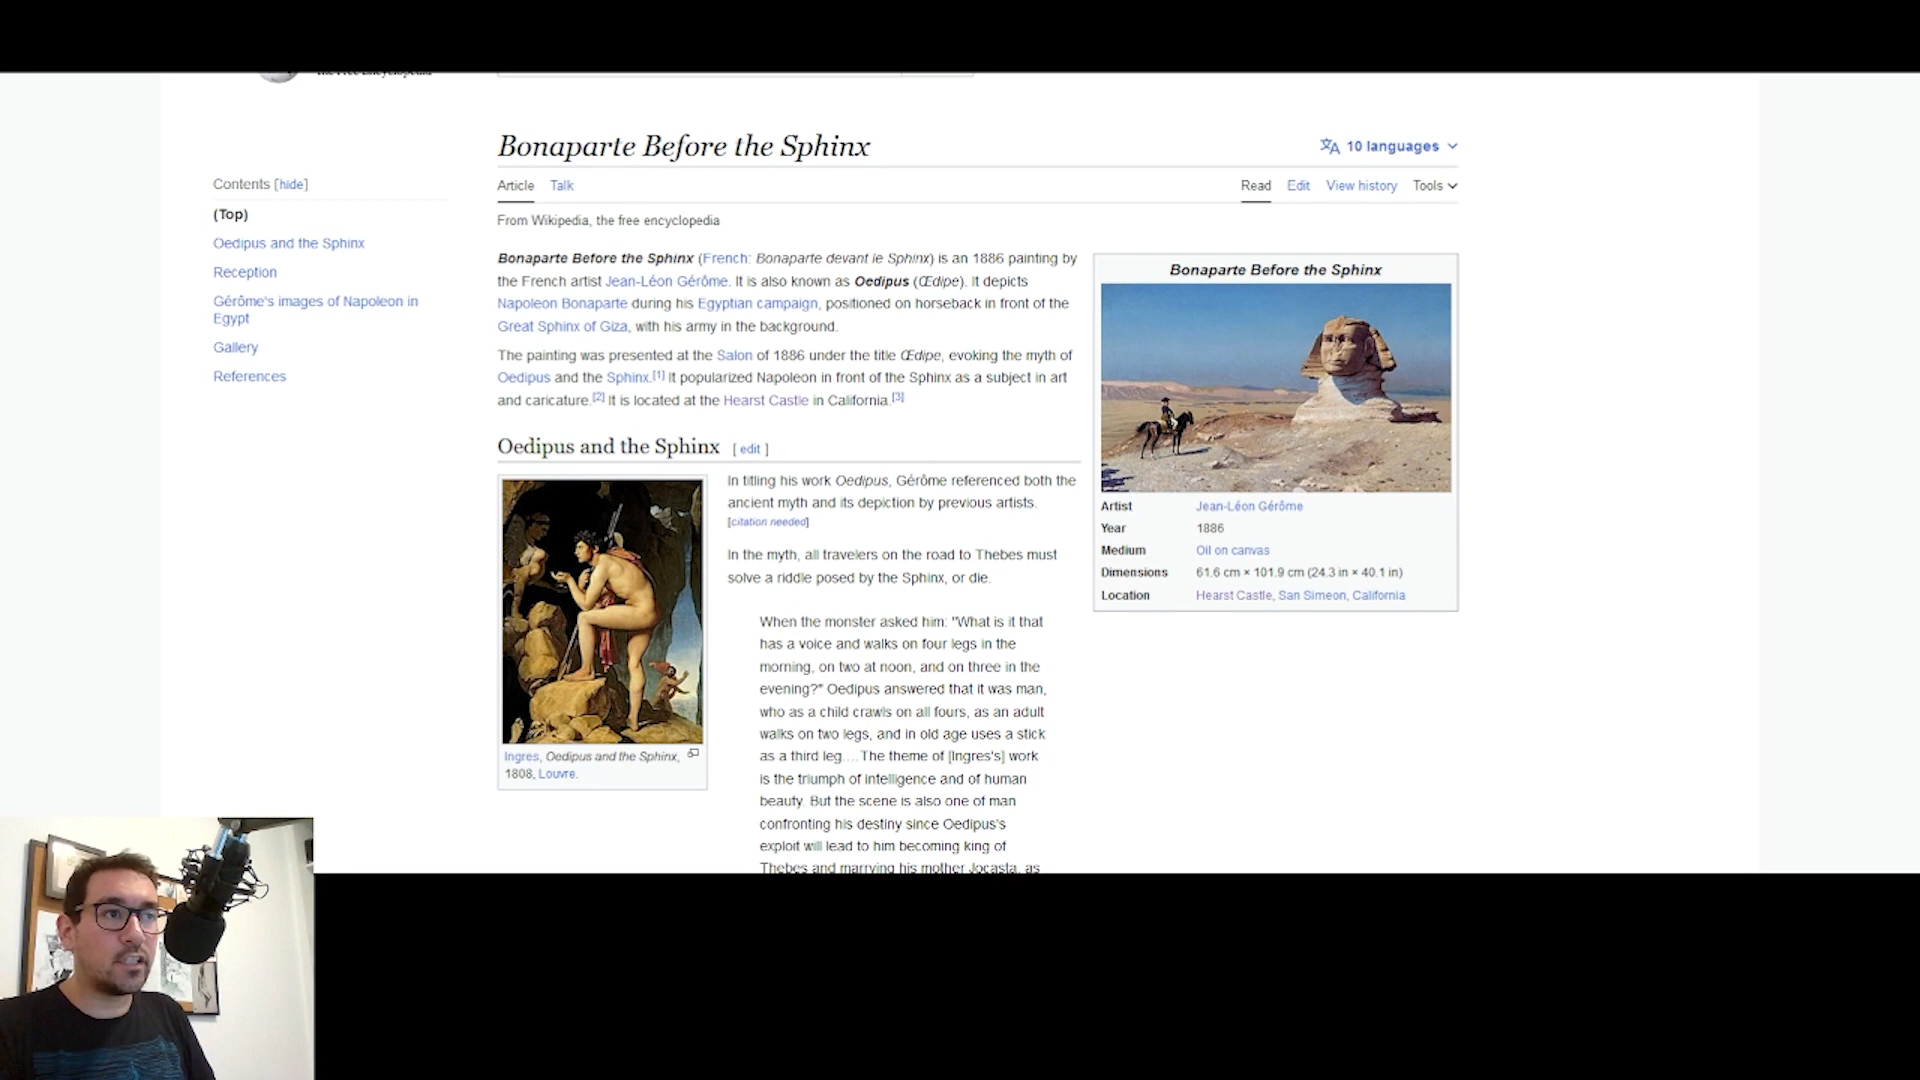 Bonaparte Before the Sphinx
10 languages
Contents [hide]
(Top)
Oedipus and the Sphinx
Reception
Gérôme's images of Napoleon in
Egypt
Gallery
References
Article Talk
Read Edit View history Tools
From Wikipedia, the free encyclopedia
Bonaparte Before the Sphinx (French: Bonaparte devant le Sphinx) is an 1886 painting by
the French artist Jean-Léon Gérôme. It is also known as Oedipus (Œdipe). It depicts
Napoleon Bonaparte during his Egyptian campaign, positioned on horseback in front of the
Great Sphinx of Giza, with his army in the background.
The painting was presented at the Salon of 1886 under the title Œdipe, evoking the myth of
Oedipus and the Sphinx.[1] It popularized Napoleon in front of the Sphinx as a subject in art
and caricature.[2] It is located at the Hearst Castle in California.[3]
Oedipus and the Sphinx [ edit ]
In titling his work Oedipus, Gérôme referenced both the
ancient myth and its depiction by previous artists.
[citation needed]
In the myth, all travelers on the road to Thebes must
solve a riddle posed by the Sphinx, or die.
When the monster asked him: "What is it that
has a voice and walks on four legs in the
morning, on two at noon, and on three in the
evening?" Oedipus answered that it was man,
who as a child crawls on all fours, as an adult
walks on two legs, and in old age uses a stick
as a third leg.... The theme of [Ingres's] work
is the triumph of intelligence and of human
beauty. But the scene is also one of man
confronting his destiny since Oedipus's
exploit will lead to him becoming king of
Thebes and marrying his mother Jocasta, as
Ingres, Oedipus and the Sphinx,
1808, Louvre.
Bonaparte Before the Sphinx
Artist Jean-Léon Gérôme
Year 1886
Medium Oil on canvas
Dimensions 61.6 cm × 101.9 cm (24.3 in × 40.1 in)
Location Hearst Castle, San Simeon, California